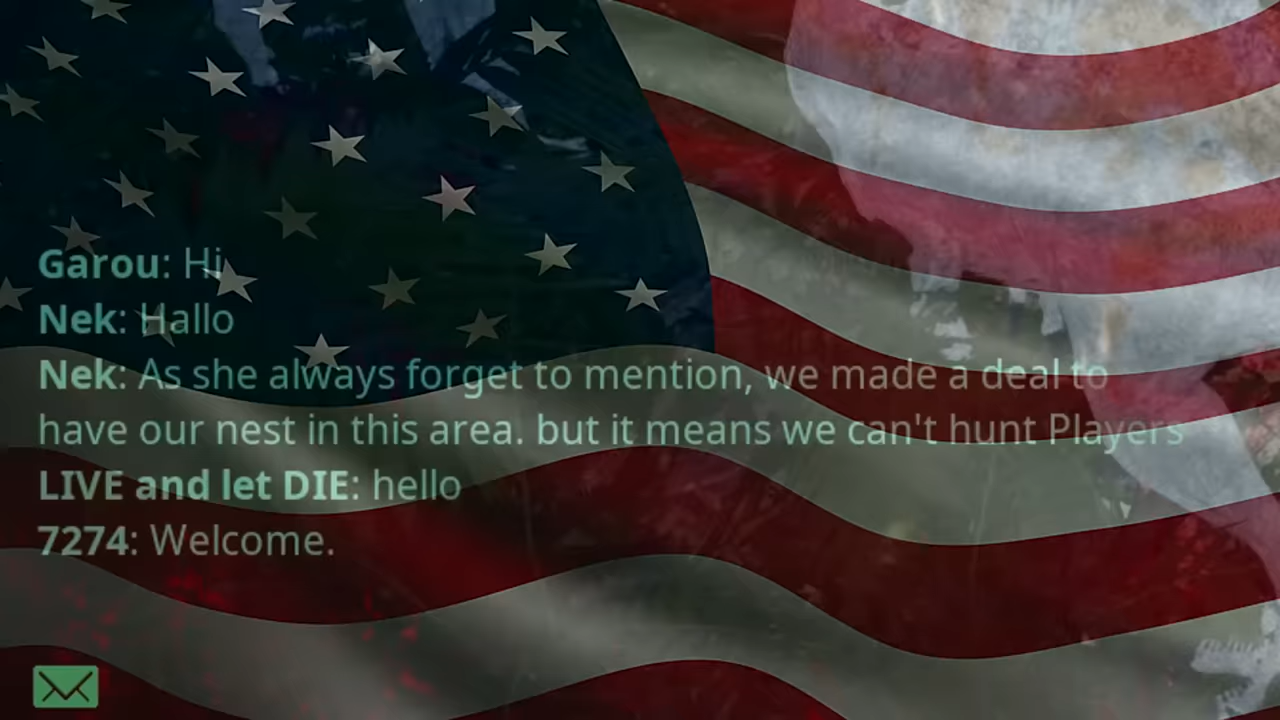 Garou: Hi
Nek: Hallo
Nek: As she always forget to mention, we made a deal to
have our nest in this area. but it means we can't hunt Players
LIVE and let DIE: hello
7274: Welcome.